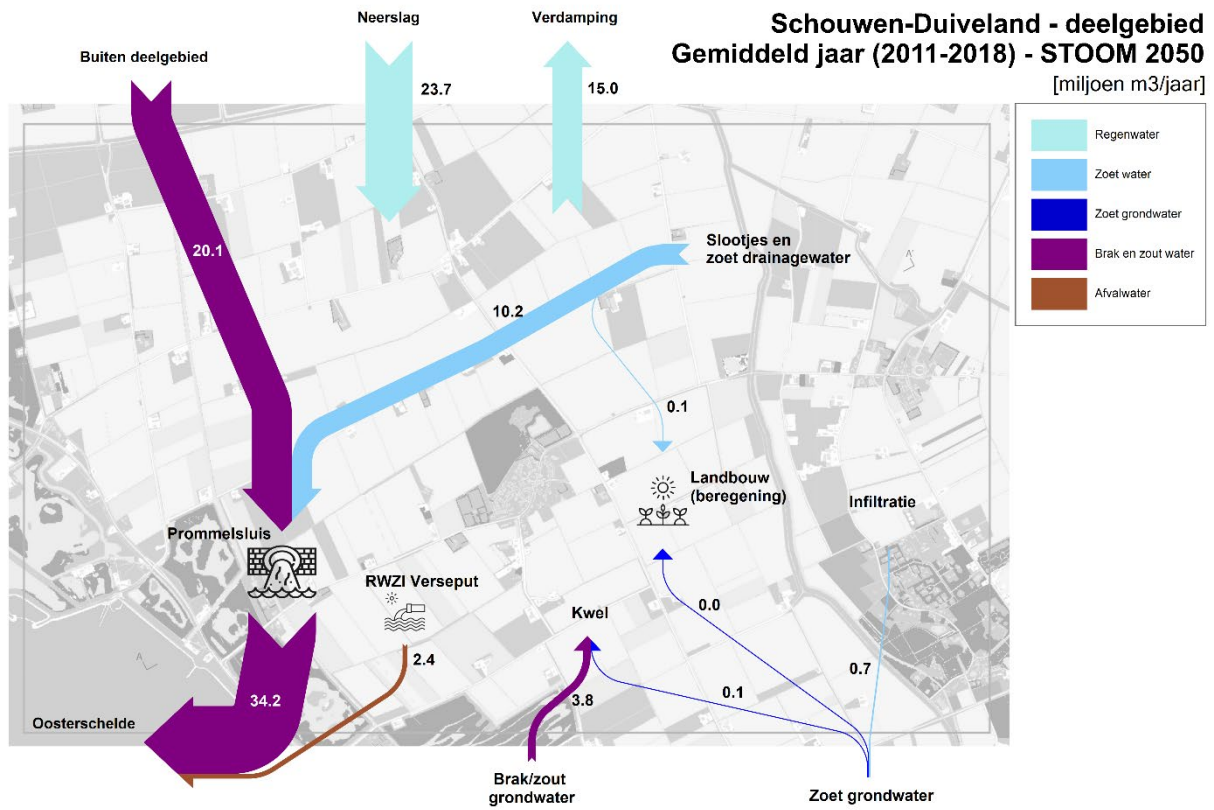 Schouwen-Duiveland - deelgebied
Gemiddeld jaar (2011-2018) - STOOM 2050
[miljoen m3/jaar]
Neerslag
Verdamping
Buiten deelgebied
23.7
15.0
Regenwater
Zoet water
Zoet grondwater
Brak en zout water
Afvalwater
20.1
Slootjes en
zoet drainagewater
A'
10.2
0.1
Landbouw
(beregening)
Infiltratie
Prommelsluis
RWZI Verseput
Kwel
0.0
2.4
0.7
A
34.2
3.8
0.1
Oosterschelde
Brak/zout
grondwater
Zoet grondwater